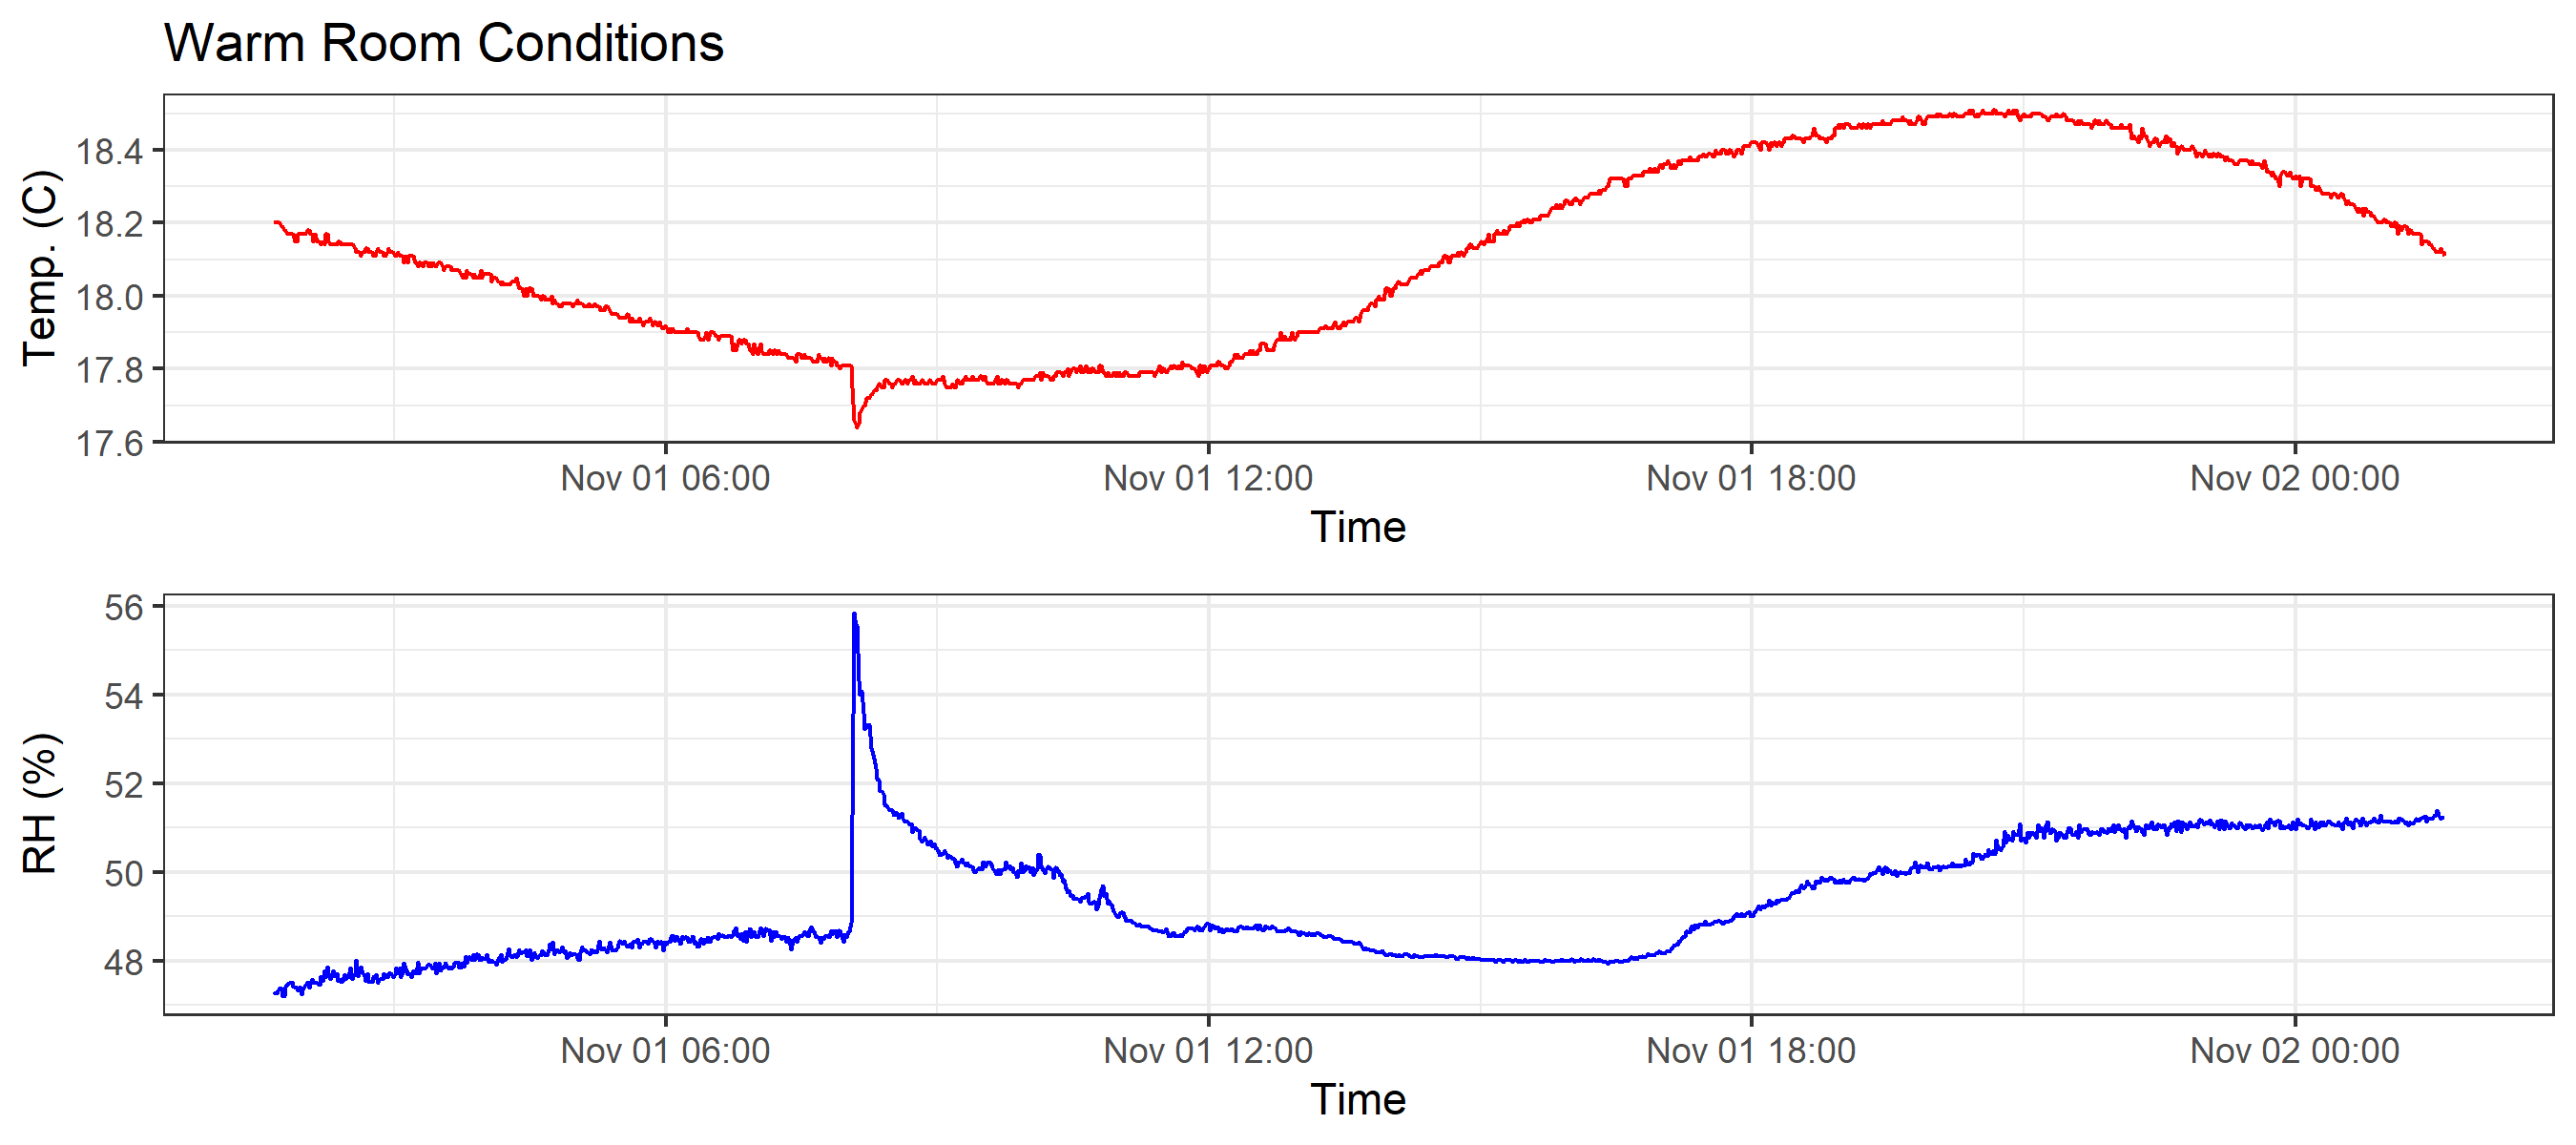 Warm Room Conditions
Temp. (C)
18.4
18.2
18.0
17.8
17.6
Nov 01 06:00 Nov 01 12:00 Nov 01 18:00 Nov 02 00:00
Time
RH (%)
56
54
52
50
48
Nov 01 06:00 Nov 01 12:00 Nov 01 18:00 Nov 02 00:00
Time